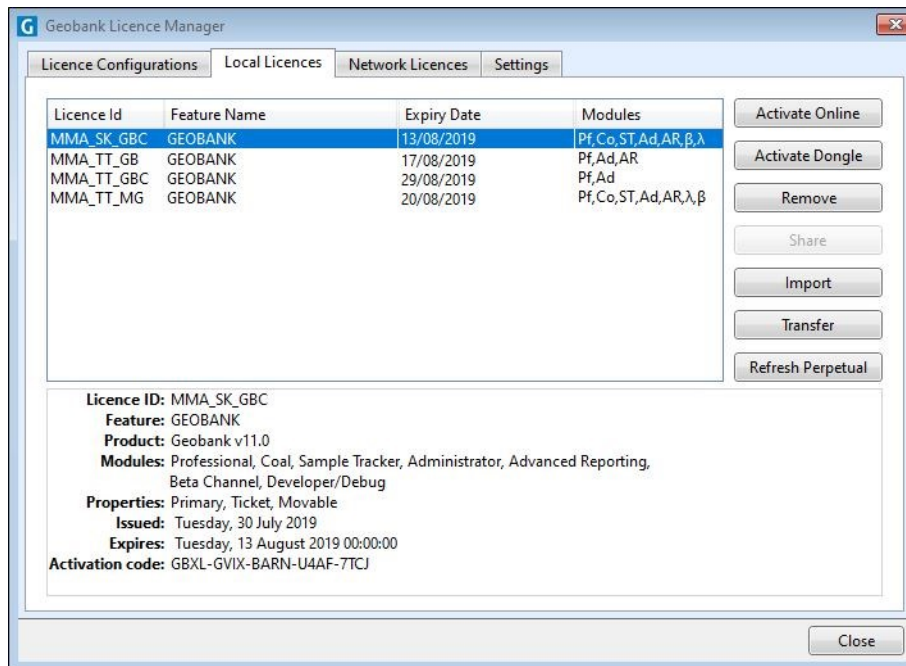 G Geobank Licence Manager
Licence Configurations Local Licences Network Licences Settings
Licence Id Feature Name Expiry Date Modules
MMA_SK_GBC GEOBANK 13/08/2019 Pf,Co,ST,Ad,AR,β,λ
MMA_TT_GB GEOBANK 17/08/2019 Pf,Ad,AR
MMA_TT_GBC GEOBANK 29/08/2019 Pf,Ad
MMA_TT_MG GEOBANK 20/08/2019 Pf,Co,ST,Ad,AR,λ,β
Activate Online
Activate Dongle
Remove
Share
Import
Transfer
Refresh Perpetual
Licence ID: MMA_SK_GBC
Feature: GEOBANK
Product: Geobank v11.0
Modules: Professional, Coal, Sample Tracker, Administrator, Advanced Reporting,
Beta Channel, Developer/Debug
Properties: Primary, Ticket, Movable
Issued: Tuesday, 30 July 2019
Expires: Tuesday, 13 August 2019 00:00:00
Activation code: GBXL-GVIX-BARN-U4AF-7TCJ
Close